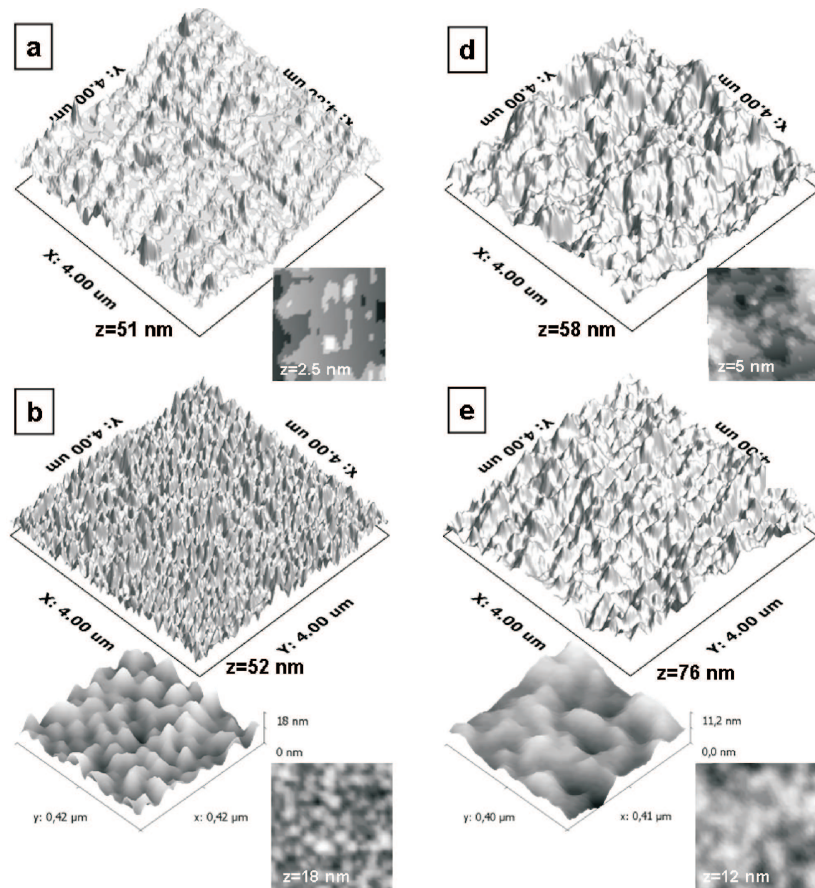 a
Y: 4.00 um
X: 4.00 um
X: 4.00 um
z=51 nm
z=2.5 nm
d
Y: 4.00 um
X: 4.00 um
X: 4.00 um
z=58 nm
z=5 nm
b
Y: 4.00 um
X: 4.00 um
X: 4.00 um
Y: 4.00 um
z=52 nm
18 nm
0 nm
y: 0,42 µm
x: 0,42 µm
z=18 nm
e
Y: 4.00 um
4.00 um
X: 4.00 um
Y: 4.00 um
z=76 nm
11,2 nm
0,0 nm
y: 0,40 µm
x: 0,41 µm
z=12 nm